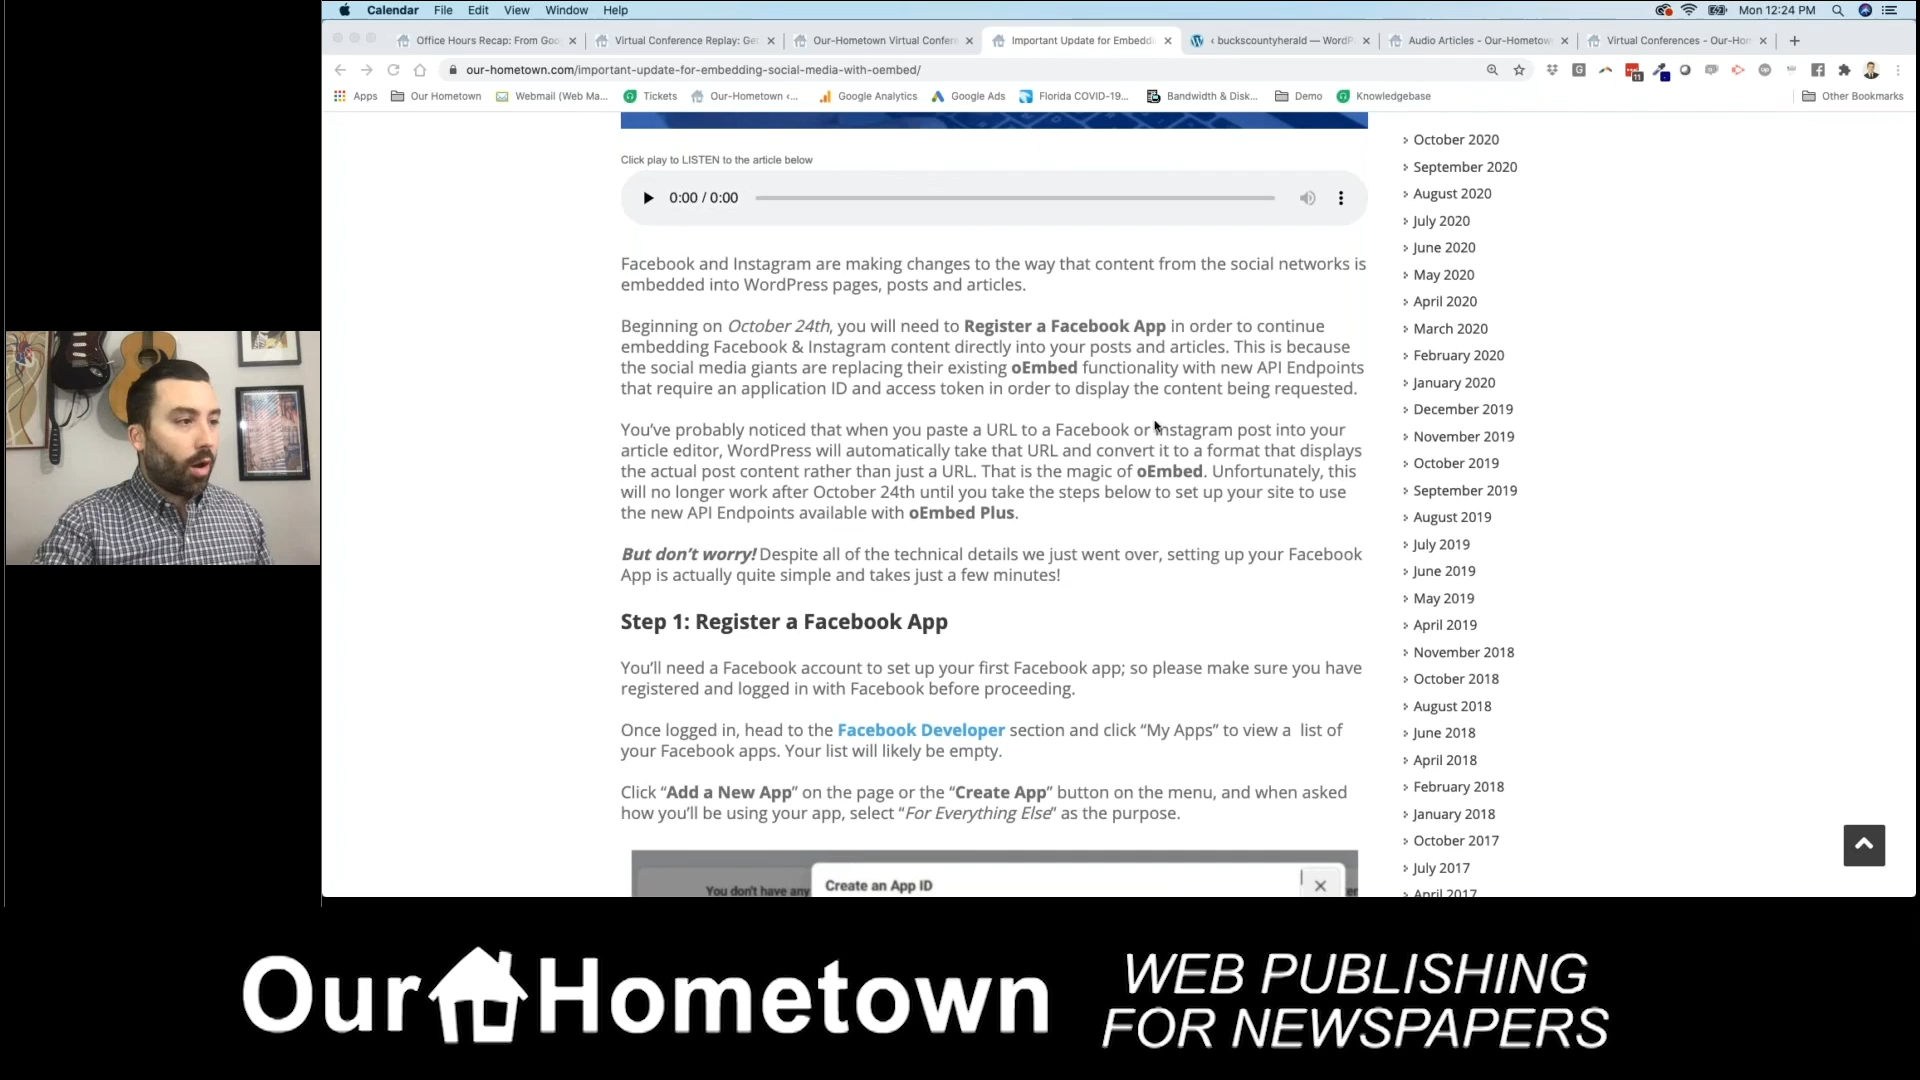 Calendar File Edit View Window Help
Mon 12:24 PM
Office Hours Recap: From Goo
Virtual Conference Replay: Ge
Our-Hometown Virtual Confer
Important Update for Embeddi
‹ buckscountyherald — WordP
Audio Articles - Our-Hometow
Virtual Conferences - Our-Hon
our-hometown.com/important-update-for-embedding-social-media-with-oembed/
11
Apps
Our Hometown
Webmail (Web Ma...
Tickets
Our-Hometown ‹...
Google Analytics
Google Ads
Florida COVID-19...
Bandwidth & Disk...
Demo
Knowledgebase
Other Bookmarks
Click play to LISTEN to the article below
0:00 / 0:00
Facebook and Instagram are making changes to the way that content from the social networks is
embedded into WordPress pages, posts and articles.
Beginning on October 24th, you will need to Register a Facebook App in order to continue
embedding Facebook & Instagram content directly into your posts and articles. This is because
the social media giants are replacing their existing oEmbed functionality with new API Endpoints
that require an application ID and access token in order to display the content being requested.
You've probably noticed that when you paste a URL to a Facebook or Instagram post into your
article editor, WordPress will automatically take that URL and convert it to a format that displays
the actual post content rather than just a URL. That is the magic of oEmbed. Unfortunately, this
will no longer work after October 24th until you take the steps below to set up your site to use
the new API Endpoints available with oEmbed Plus.
But don't worry! Despite all of the technical details we just went over, setting up your Facebook
App is actually quite simple and takes just a few minutes!
Step 1: Register a Facebook App
You'll need a Facebook account to set up your first Facebook app; so please make sure you have
registered and logged in with Facebook before proceeding.
Once logged in, head to the Facebook Developer section and click “My Apps” to view a list of
your Facebook apps. Your list will likely be empty.
Click “Add a New App” on the page or the “Create App” button on the menu, and when asked
how you'll be using your app, select “For Everything Else” as the purpose.
You don't have any
Create an App ID
October 2020
September 2020
August 2020
July 2020
June 2020
May 2020
April 2020
March 2020
February 2020
January 2020
December 2019
November 2019
October 2019
September 2019
August 2019
July 2019
June 2019
May 2019
April 2019
November 2018
October 2018
August 2018
June 2018
April 2018
February 2018
January 2018
October 2017
July 2017
April 2017
Our Hometown
WEB PUBLISHING
FOR NEWSPAPERS